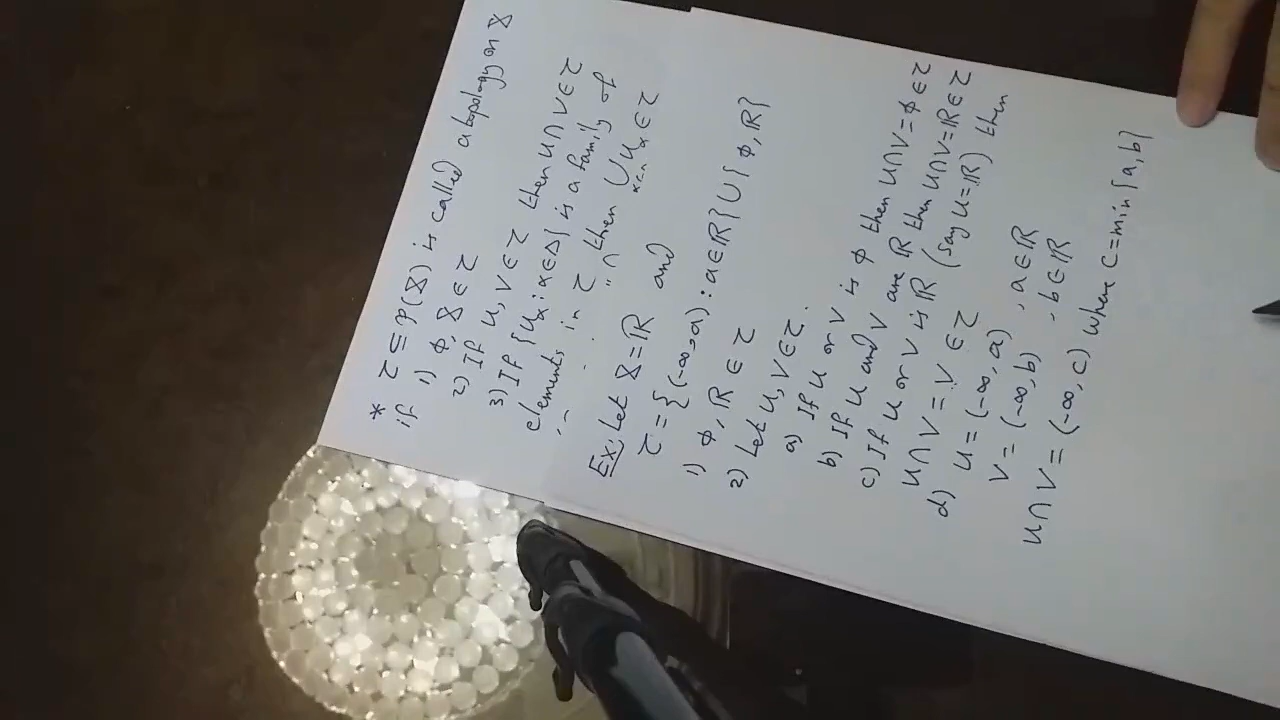 * τ ⊆ P(X) is called a topology on X
if 1) ϕ, X ∈ τ
2) If U, V ∈ τ then U∩V ∈ τ
3) If {Uα : α∈Δ} is a family of
elements in τ then ∪ Uα ∈ τ
α∈Δ
Ex: Let X = ℝ and
τ = {(-∞, a) : a∈ℝ} ∪ {ϕ, ℝ}
1) ϕ, ℝ ∈ τ
2) Let U, V ∈ τ.
a) If U or V is ϕ then U∩V = ϕ ∈ τ
b) If U and V are ℝ then U∩V = ℝ ∈ τ
c) If U or V is ℝ (say U = ℝ) then
U∩V = V ∈ τ
d) U = (-∞, a) , a∈ℝ
V = (-∞, b) , b∈ℝ
U∩V = (-∞, c) where c = min{a, b}